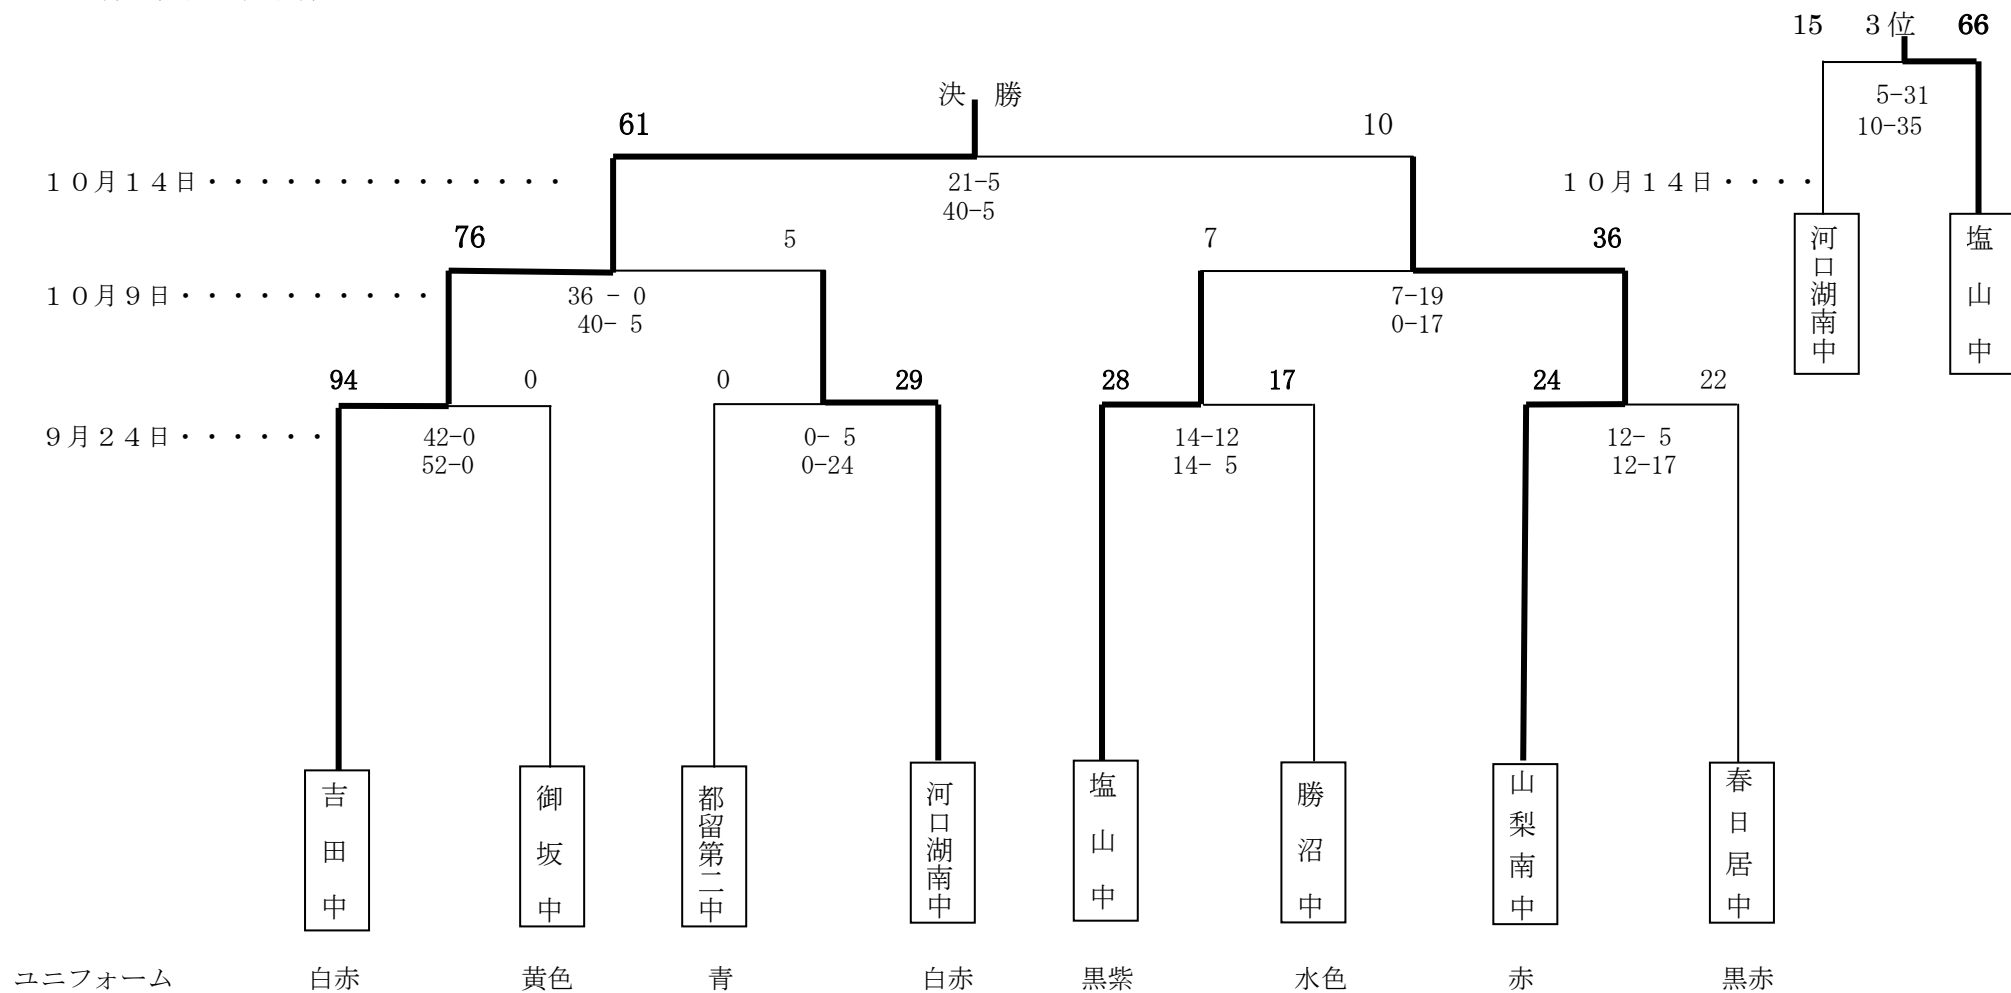 15 3位 66
5-31
10-35
決 勝
61 10
10月14日・・・・・・・・・・・・・・
21-5
40-5
10月14日・・・・
河口湖南中
塩山中
76 5 7 36
10月9日・・・・・・・・・・
36 - 0
40- 5
7-19
0-17
94 0 0 29 28 17 24 22
9月24日・・・・・・
42-0
52-0
0- 5
0-24
14-12
14- 5
12- 5
12-17
吉田中
御坂中
都留第二中
河口湖南中
塩山中
勝沼中
山梨南中
春日居中
ユニフォーム 白赤 黄色 青 白赤 黒紫 水色 赤 黒赤